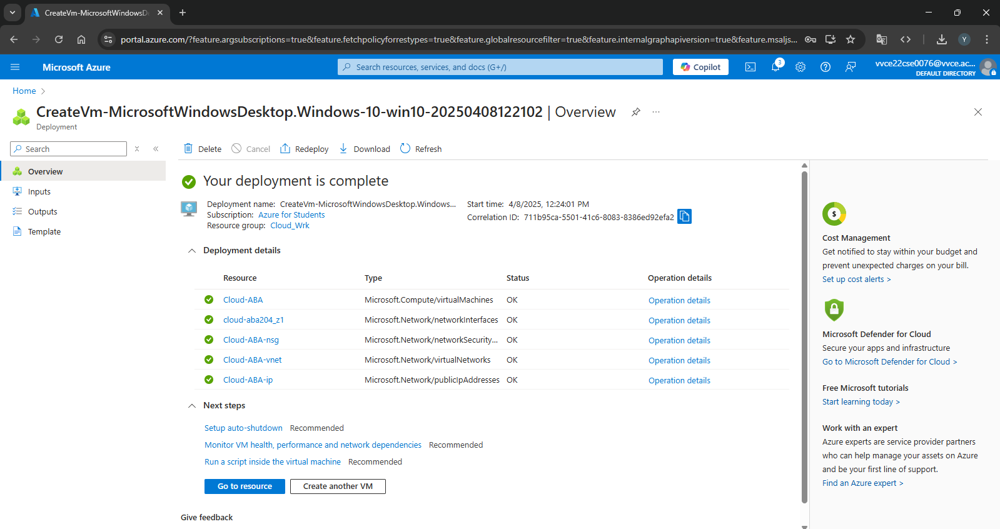 CreateVm-MicrosoftWindowsD
portal.azure.com/?feature.argsubscriptions=true&feature.fetchpolicyforrestypes=true&feature.globalresourcefilter=true&feature.internalgraphapiversion=true&feature.msaljs...
Y
Microsoft Azure
Search resources, services, and docs (G+/)
Copilot
3
vvce22cse0076@vvce.ac...
DEFAULT DIRECTORY
Home
CreateVm-MicrosoftWindowsDesktop.Windows-10-win10-20250408122102 | Overview
Deployment
Search
Delete
Cancel
Redeploy
Download
Refresh
Overview
Inputs
Outputs
Template
Your deployment is complete
Deployment name: CreateVm-MicrosoftWindowsDesktop.Windows...
Subscription: Azure for Students
Resource group: Cloud_Wrk
Start time: 4/8/2025, 12:24:01 PM
Correlation ID: 711b95ca-5501-41c6-8083-8386ed92efa2
Deployment details
Resource Type Status Operation details
Cloud-ABA Microsoft.Compute/virtualMachines OK Operation details
cloud-aba204_z1 Microsoft.Network/networkInterfaces OK Operation details
Cloud-ABA-nsg Microsoft.Network/networkSecurity... OK Operation details
Cloud-ABA-vnet Microsoft.Network/virtualNetworks OK Operation details
Cloud-ABA-ip Microsoft.Network/publicIpAddresses OK Operation details
Next steps
Setup auto-shutdown Recommended
Monitor VM health, performance and network dependencies Recommended
Run a script inside the virtual machine Recommended
Go to resource
Create another VM
Give feedback
$
Cost Management
Get notified to stay within your budget and
prevent unexpected charges on your bill.
Set up cost alerts >
Microsoft Defender for Cloud
Secure your apps and infrastructure
Go to Microsoft Defender for Cloud >
Free Microsoft tutorials
Start learning today >
Work with an expert
Azure experts are service provider partners
who can help manage your assets on Azure
and be your first line of support.
Find an Azure expert >